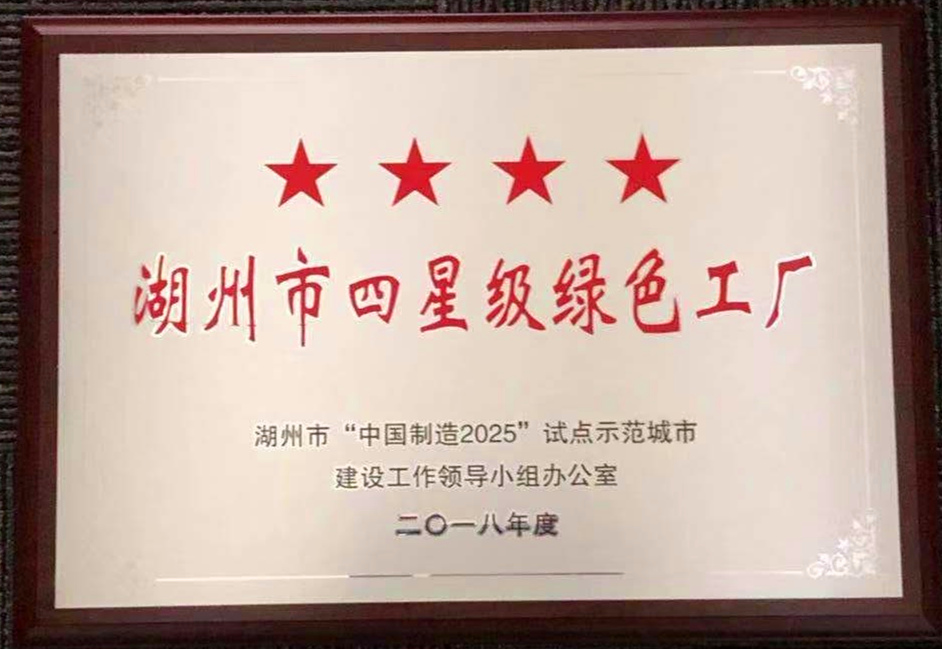 湖州市四星级绿色工厂
湖州市“中国制造2025”试点示范城市
建设工作领导小组办公室
二〇一八年度